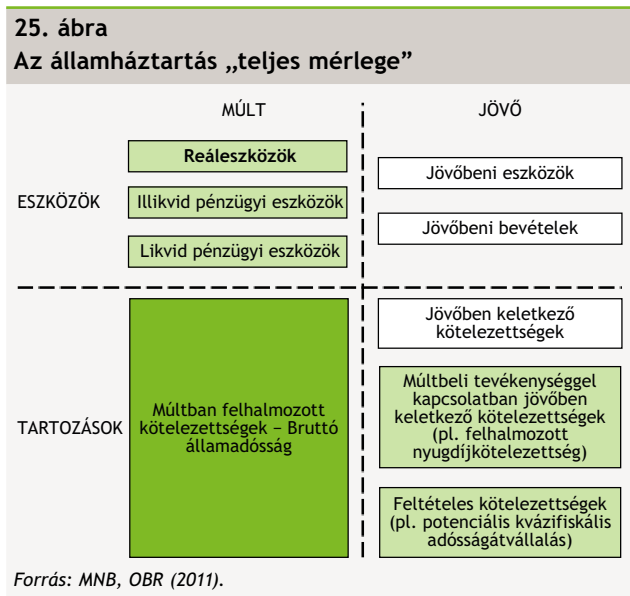 25. ábra
Az államháztartás „teljes mérlege”
MÚLT
JÖVŐ
ESZKÖZÖK
Reáleszközök
Illikvid pénzügyi eszközök
Likvid pénzügyi eszközök
Jövőbeni eszközök
Jövőbeni bevételek
TARTOZÁSOK
Múltban felhalmozott
kötelezettségek – Bruttó
államadósság
Jövőben keletkező
kötelezettségek
Múltbeli tevékenységgel
kapcsolatban jövőben
keletkező kötelezettségek
(pl. felhalmozott
nyugdíjkötelezettség)
Feltételes kötelezettségek
(pl. potenciális kvázifiskális
adósságátvállalás)
Forrás: MNB, OBR (2011).